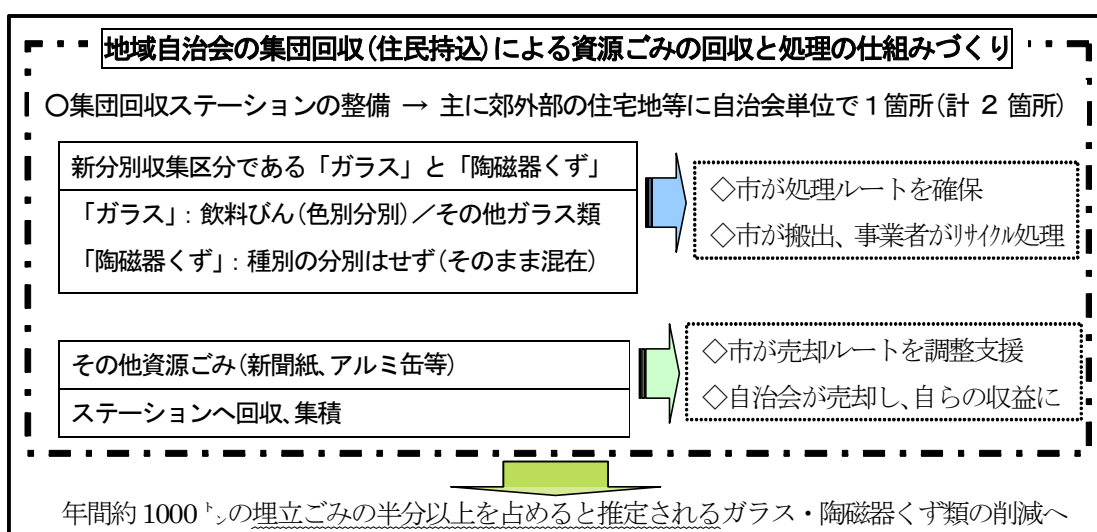 地域自治会の集団回収(住民持込)による資源ごみの回収と処理の仕組みづくり
〇集団回収ステーションの整備 → 主に郊外部の住宅地等に自治会単位で1箇所(計 2 箇所)
新分別収集区分である「ガラス」と「陶磁器くず」
「ガラス」:飲料びん(色別分別)/その他ガラス類
「陶磁器くず」:種別の分別はせず(そのまま混在)
◇市が処理ルートを確保
◇市が搬出、事業者がリサイクル処理
その他資源ごみ(新聞紙、アルミ缶等)
ステーションへ回収、集積
◇市が売却ルートを調整支援
◇自治会が売却し、自らの収益に
年間約 1000 トンの埋立ごみの半分以上を占めると推定されるガラス・陶磁器くず類の削減へ